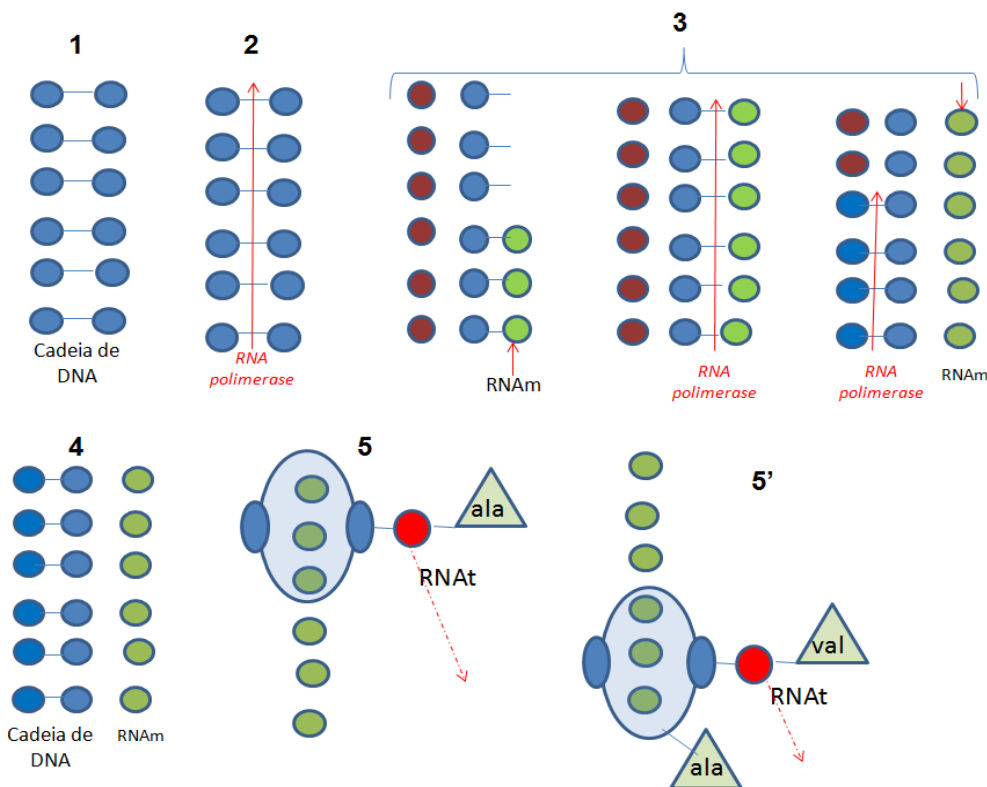 1
2
3
Cadeia de
DNA
RNA
polimerase
RNAm
RNA
polimerase
RNA
polimerase
RNAm
4
Cadeia de
DNA
RNAm
5
ala
RNAt
5’
val
RNAt
ala